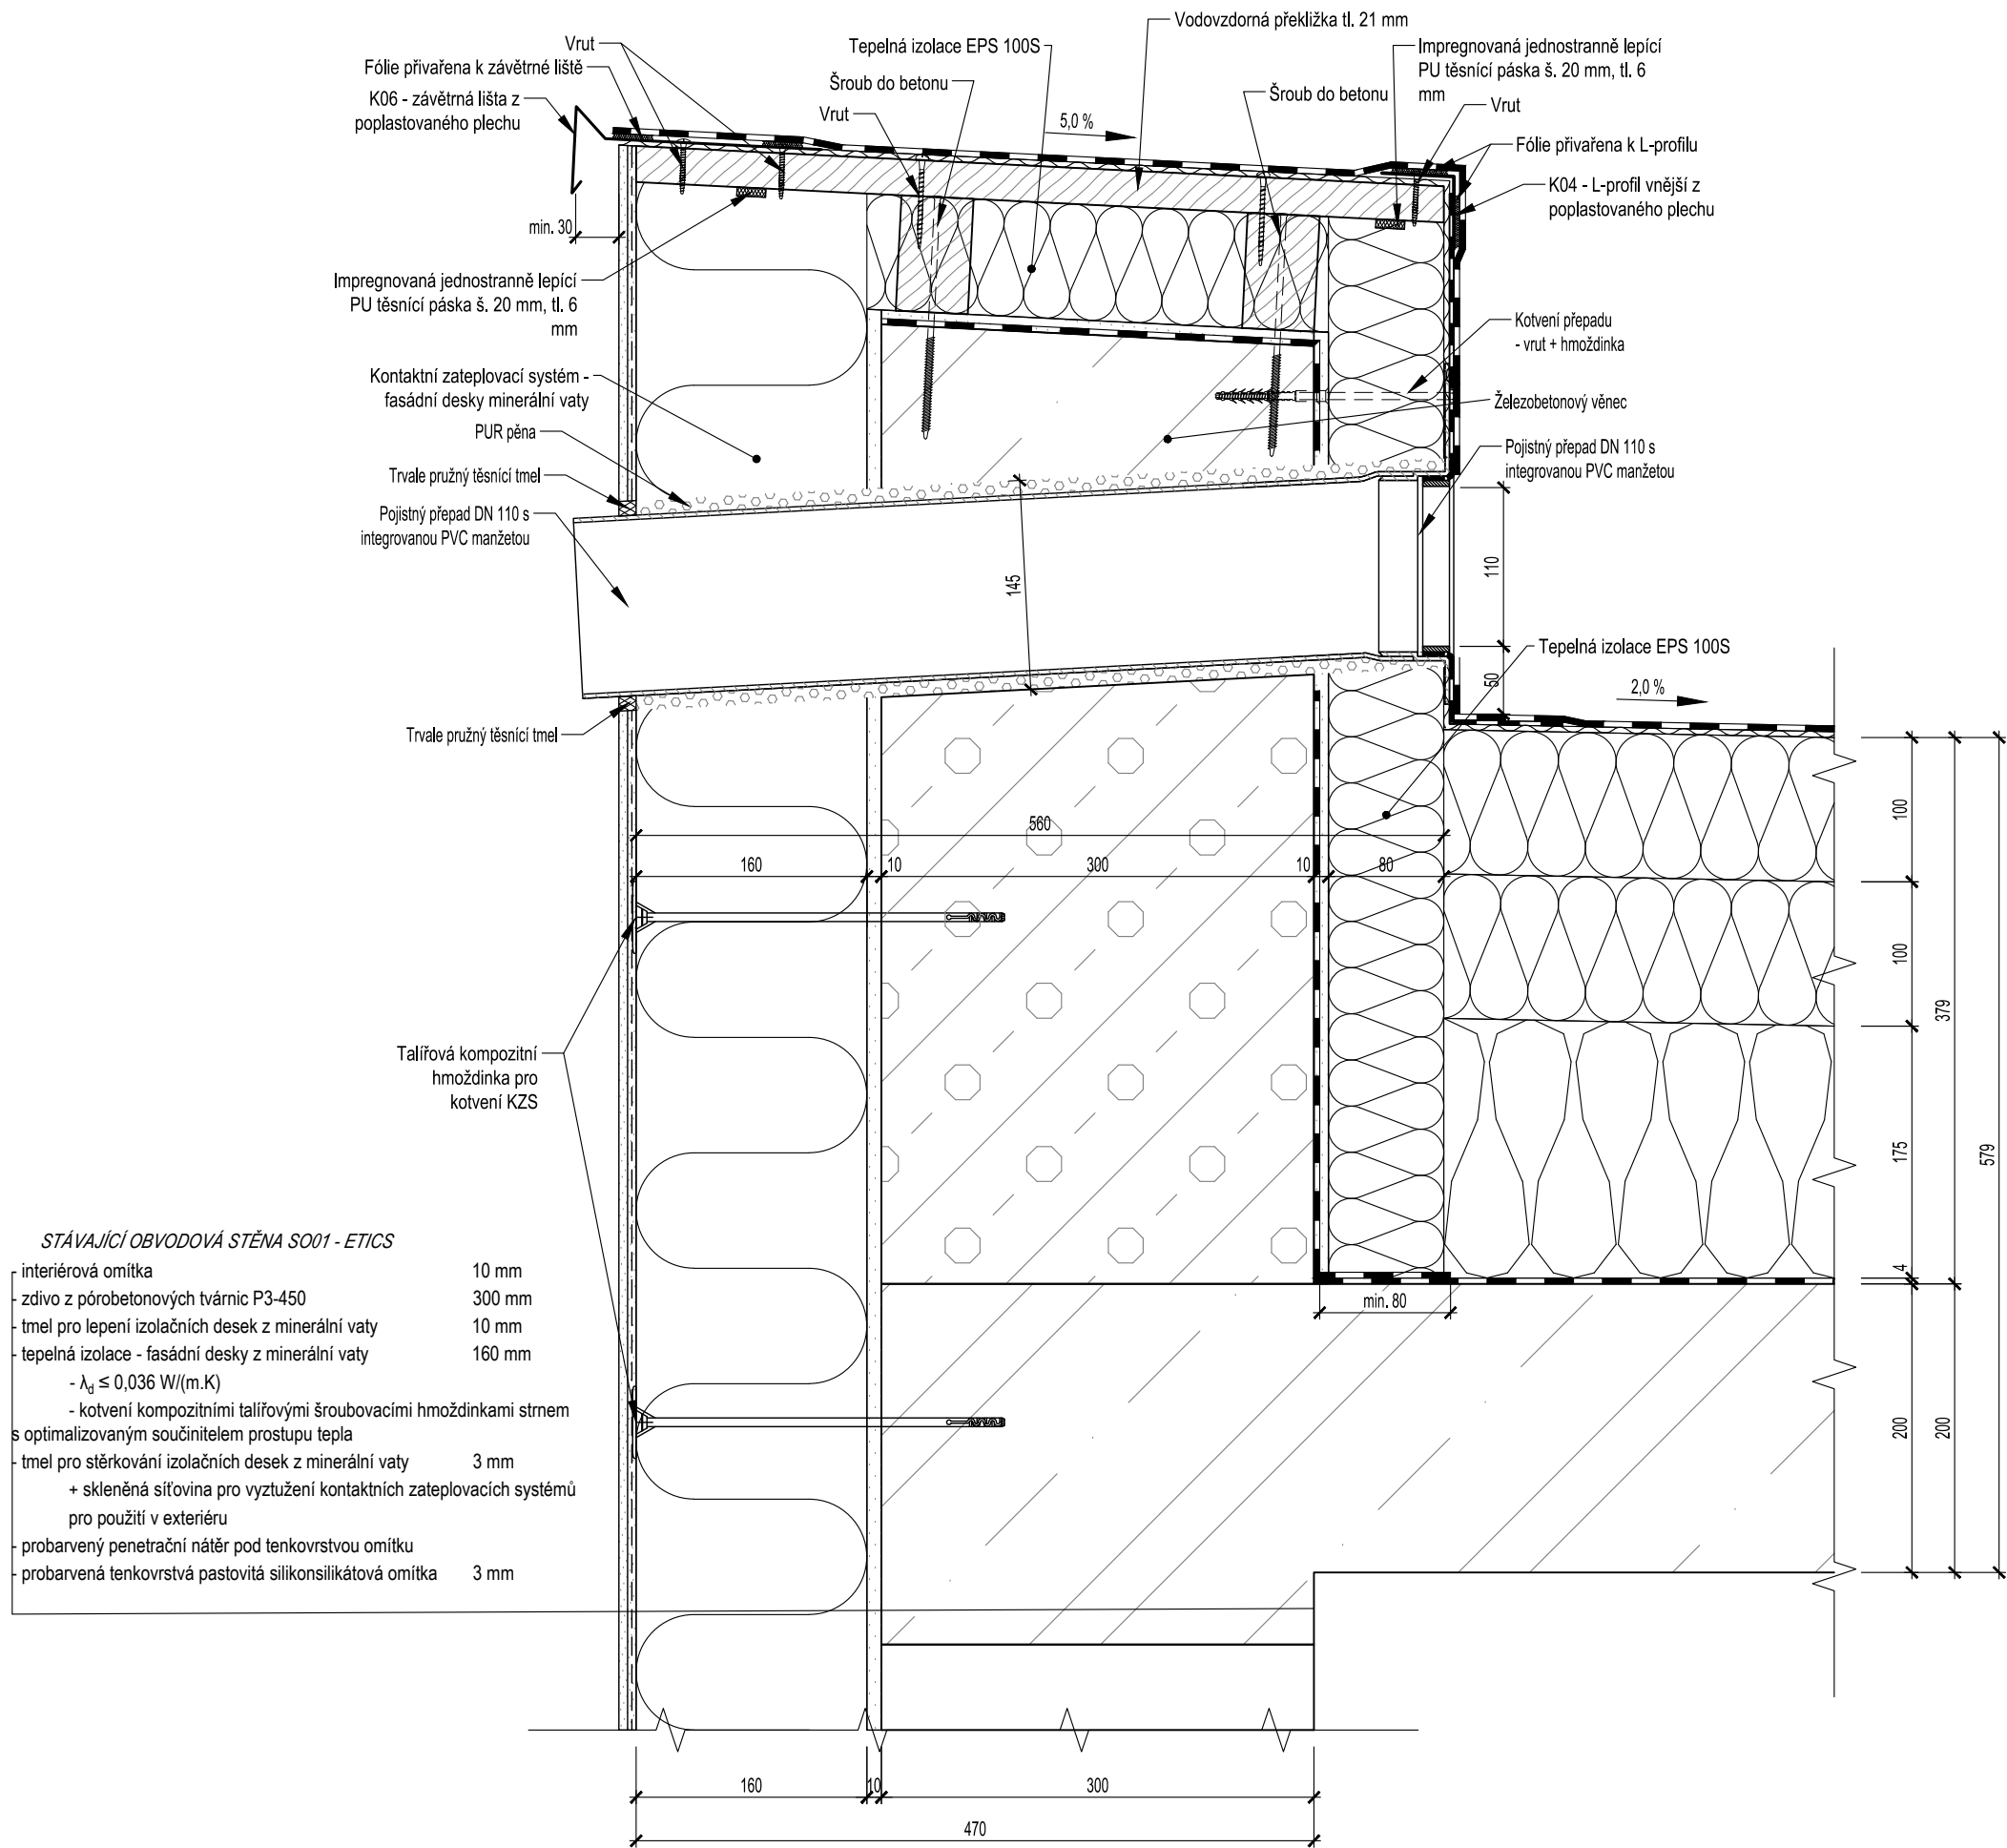 Vodovzdorná překližka tl. 21 mm
Vrut
Tepelná izolace EPS 100S
Impregnovaná jednostranně lepící
PU těsnící páska š. 20 mm, tl. 6
mm
Fólie přivařena k závětrné liště
Šroub do betonu
Šroub do betonu
K06 - závětrná lišta z
poplastovaného plechu
Vrut
Vrut
5,0 %
Fólie přivařena k L-profilu
K04 - L-profil vnější z
poplastovaného plechu
min. 30
Impregnovaná jednostranně lepící
PU těsnící páska š. 20 mm, tl. 6
mm
Kotvení přepadu
- vrut + hmoždinka
Kontaktní zateplovací systém -
fasádní desky minerální vaty
Železobetonový věnec
PUR pěna
Pojistný přepad DN 110 s
integrovanou PVC manžetou
Trvale pružný těsnící tmel
Pojistný přepad DN 110 s
integrovanou PVC manžetou
145
110
Tepelná izolace EPS 100S
50
2,0 %
Trvale pružný těsnící tmel
560
160
10
300
10
80
100
100
379
175
579
4
Talířová kompozitní
hmoždinka pro
kotvení KZS
min. 80
200
200
STÁVAJÍCÍ OBVODOVÁ STĚNA SO01 - ETICS
- interiérová omítka 10 mm
- zdivo z pórobetonových tvárnic P3-450 300 mm
- tmel pro lepení izolačních desek z minerální vaty 10 mm
- tepelná izolace - fasádní desky z minerální vaty 160 mm
- λd ≤ 0,036 W/(m.K)
- kotvení kompozitními talířovými šroubovacími hmoždinkami strnem
s optimalizovaným součinitelem prostupu tepla
- tmel pro stěrkování izolačních desek z minerální vaty 3 mm
+ skleněná síťovina pro vyztužení kontaktních zateplovacích systémů
pro použití v exteriéru
- probarvený penetrační nátěr pod tenkovrstvou omítku
- probarvená tenkovrstvá pastovitá silikonsilikátová omítka 3 mm
160
10
300
470